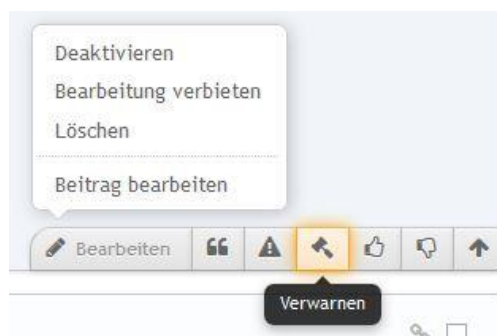 Deaktivieren
Bearbeitung verbieten
Löschen
Beitrag bearbeiten
Bearbeiten
Verwarnen